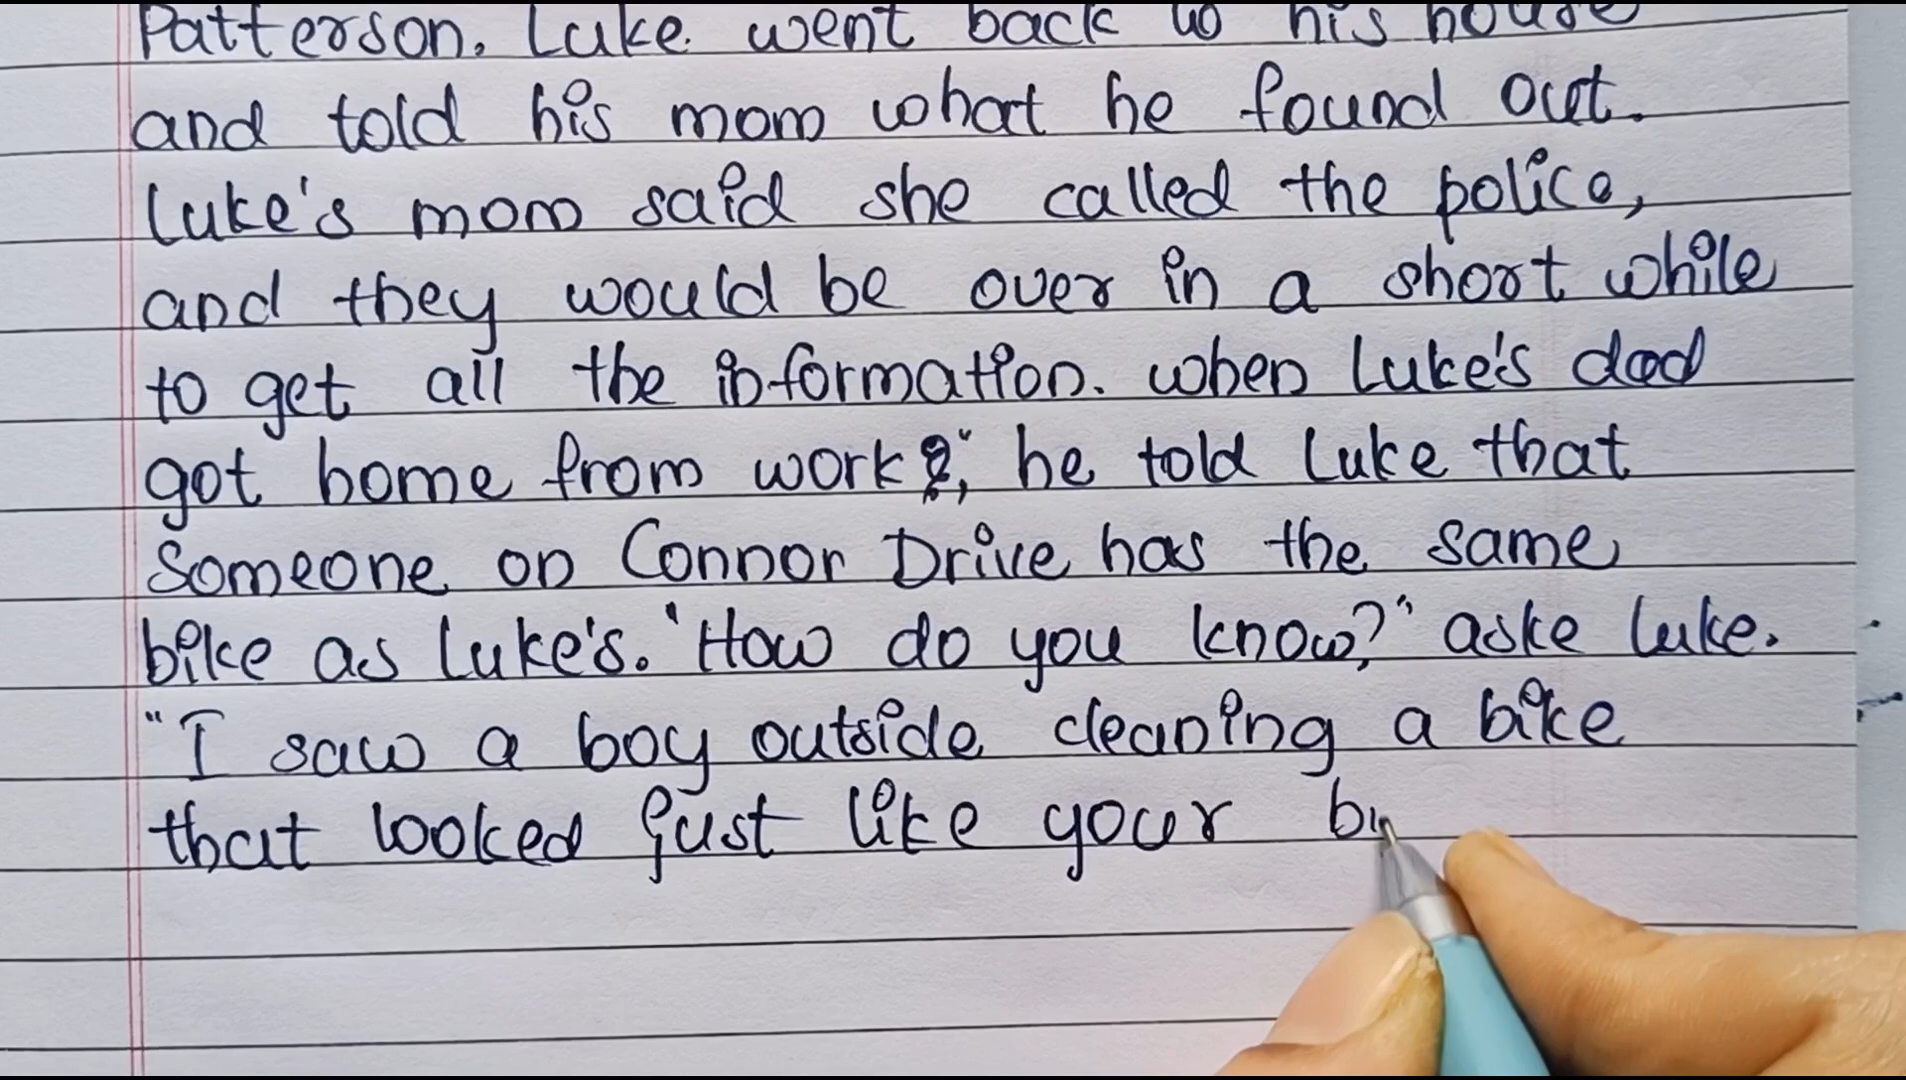 Patterson. Luke went back to his house
and told his mom what he found out.
Luke's mom said she called the police,
and they would be over in a short while
to get all the information. when Luke's dad
got home from work, he told Luke that
Someone on Connor Drive has the same
bike as Luke's. "How do you know?" aske Luke.
"I saw a boy outside cleaning a bike
that looked just like your bi